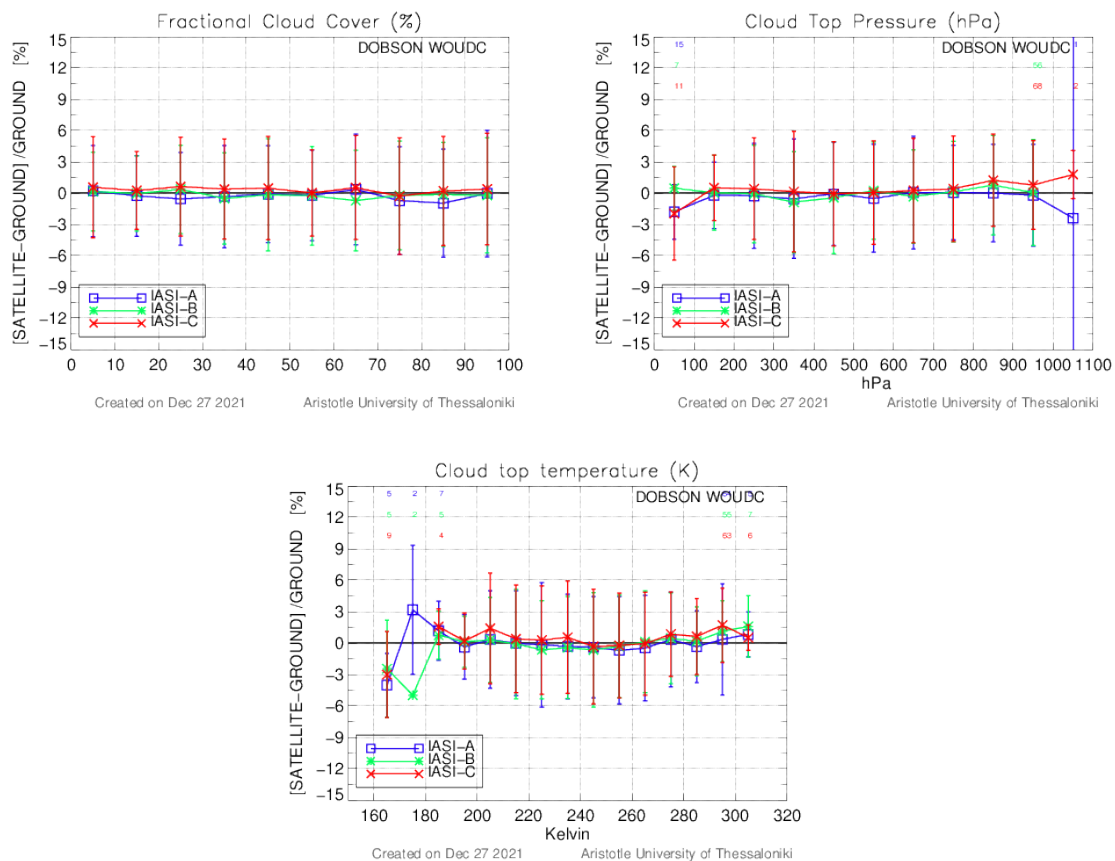 Fractional Cloud Cover (%)
[SATELLITE-GROUND] /GROUND [%]
DOBSON WOUDC
15
12
9
6
3
0
−3
−6
−9
−12
−15
IASI-A
IASI-B
IASI-C
0 10 20 30 40 50 60 70 80 90 100
Created on Dec 27 2021 Aristotle University of Thessaloniki
Cloud Top Pressure (hPa)
[SATELLITE-GROUND] /GROUND [%]
DOBSON WOUDC
15
12
9
6
3
0
−3
−6
−9
−12
−15
15 1
7 56
11 68 2
IASI-A
IASI-B
IASI-C
0 100 200 300 400 500 600 700 800 900 1000 1100
hPa
Created on Dec 27 2021 Aristotle University of Thessaloniki
Cloud top temperature (K)
[SATELLITE-GROUND] /GROUND [%]
DOBSON WOUDC
15
12
9
6
3
0
−3
−6
−9
−12
−15
5 2 7
5 2 5 56 7
9 4 63 6
IASI-A
IASI-B
IASI-C
160 180 200 220 240 260 280 300 320
Kelvin
Created on Dec 27 2021 Aristotle University of Thessaloniki